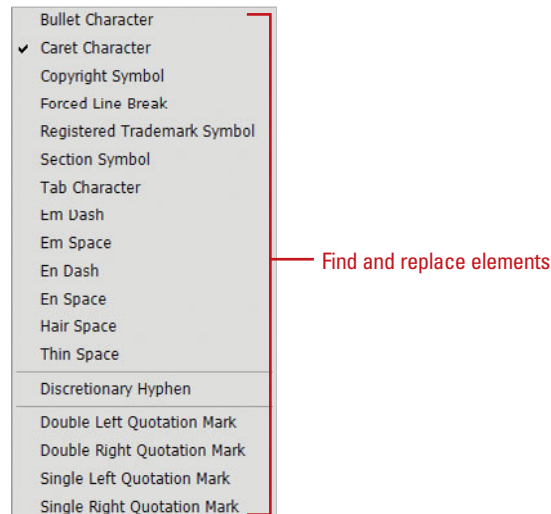 Bullet Character
Caret Character
Copyright Symbol
Forced Line Break
Registered Trademark Symbol
Section Symbol
Tab Character
Em Dash
Em Space
En Dash
En Space
Hair Space
Thin Space
Discretionary Hyphen
Double Left Quotation Mark
Double Right Quotation Mark
Single Left Quotation Mark
Single Right Quotation Mark
Find and replace elements